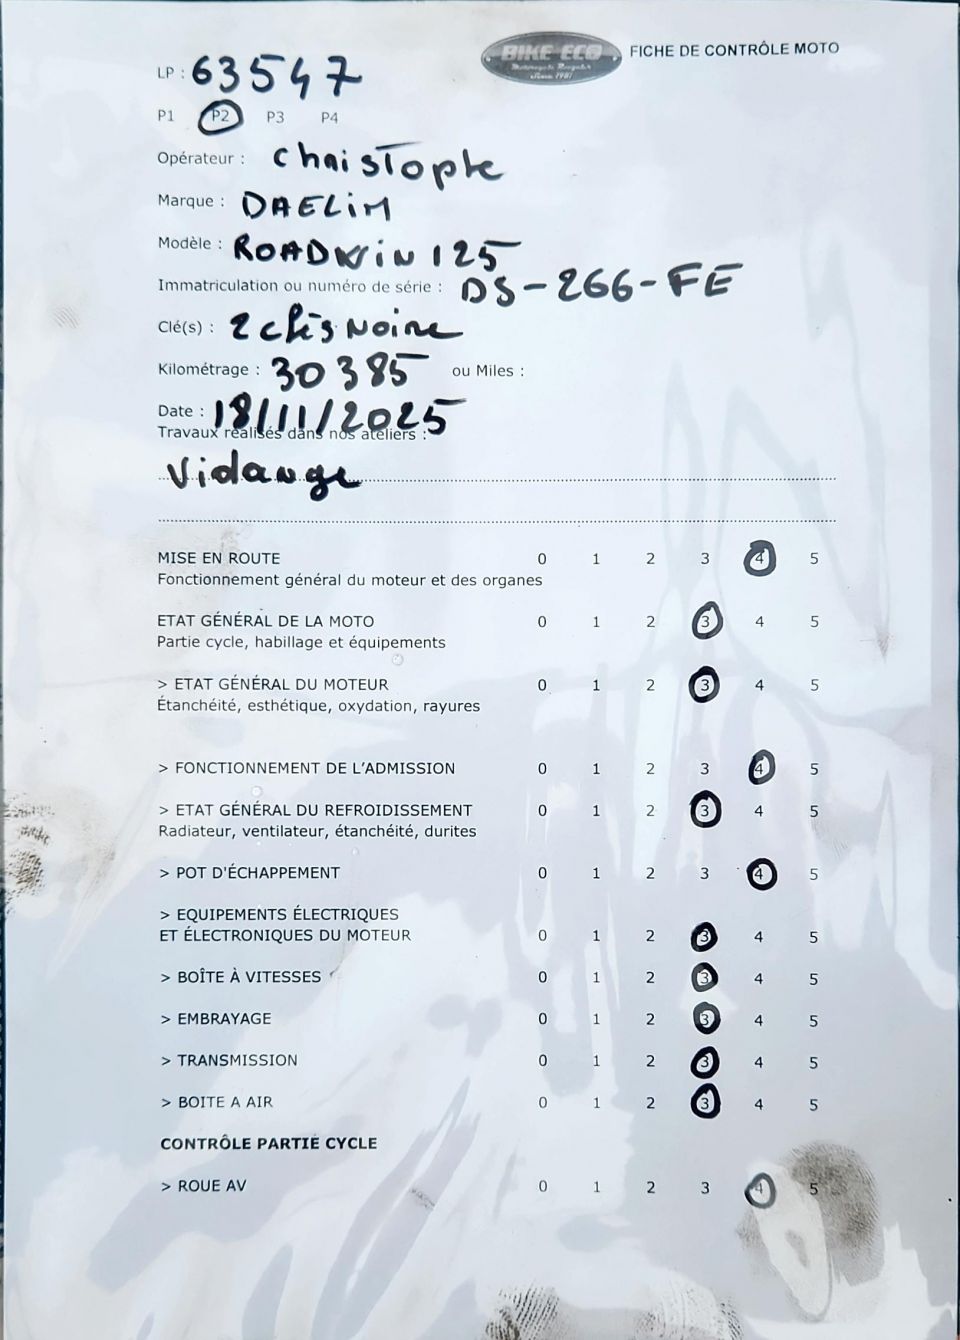 BIKE ECO
Motorcycle Recycler
Since 1987
FICHE DE CONTRÔLE MOTO
LP : 63547
P1 P2 P3 P4
Opérateur : Christophe
Marque : DAELIM
Modèle : ROADWIN 125
Immatriculation ou numéro de série : DS-266-FE
Clé(s) : 2 clés Noire
Kilométrage : 30385 ou Miles :
Date : 18/11/2025
Travaux réalisés dans nos ateliers :
Vidange
MISE EN ROUTE 0 1 2 3 4 5
Fonctionnement général du moteur et des organes
ETAT GÉNÉRAL DE LA MOTO 0 1 2 3 4 5
Partie cycle, habillage et équipements
> ETAT GÉNÉRAL DU MOTEUR 0 1 2 3 4 5
Étanchéité, esthétique, oxydation, rayures
> FONCTIONNEMENT DE L'ADMISSION 0 1 2 3 4 5
> ETAT GÉNÉRAL DU REFROIDISSEMENT 0 1 2 3 4 5
Radiateur, ventilateur, étanchéité, durites
> POT D'ÉCHAPPEMENT 0 1 2 3 4 5
> EQUIPEMENTS ÉLECTRIQUES
ET ÉLECTRONIQUES DU MOTEUR 0 1 2 3 4 5
> BOÎTE À VITESSES 0 1 2 3 4 5
> EMBRAYAGE 0 1 2 3 4 5
> TRANSMISSION 0 1 2 3 4 5
> BOITE A AIR 0 1 2 3 4 5
CONTRÔLE PARTIE CYCLE
> ROUE AV 0 1 2 3 4 5